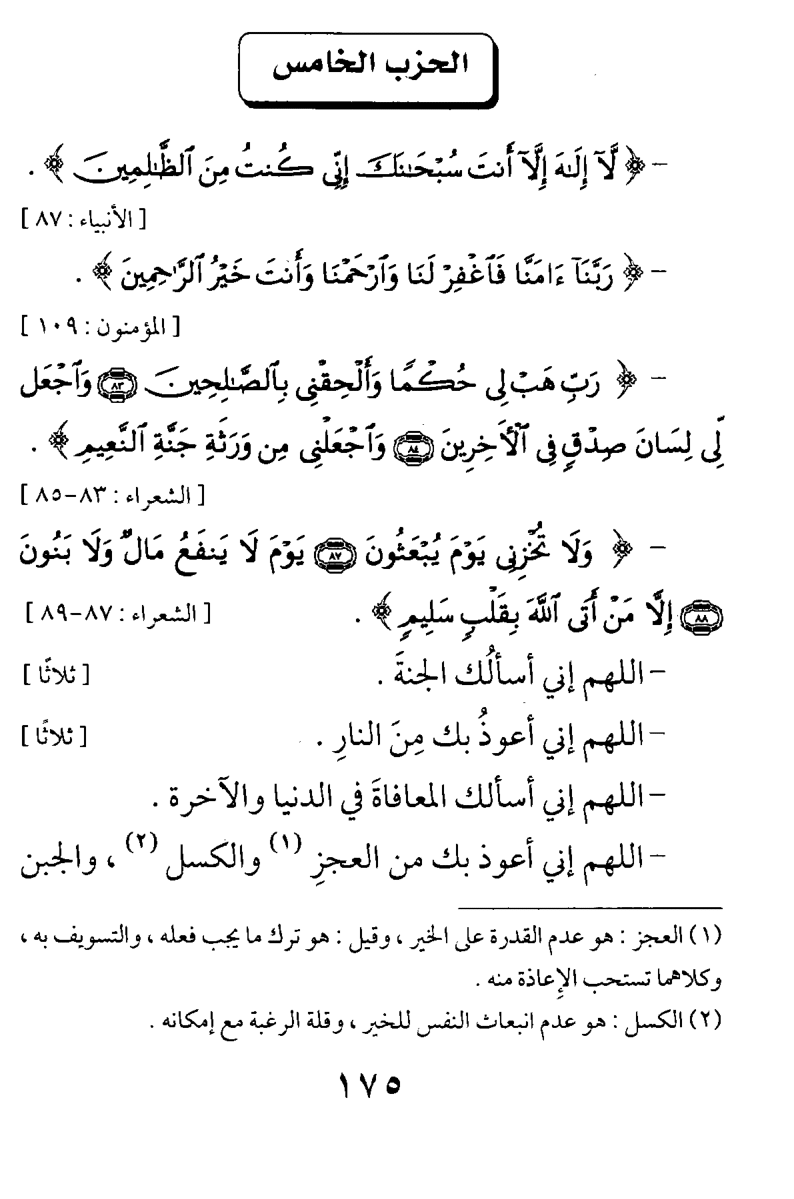 الحزب الخامس
– ﴿ لَّآ إِلَٰهَ إِلَّآ أَنتَ سُبْحَٰنَكَ إِنِّى كُنتُ مِنَ ٱلظَّٰلِمِينَ ﴾ .
[ الأنبياء : ٨٧ ]
– ﴿ رَبَّنَآ ءَامَنَّا فَٱغْفِرْ لَنَا وَٱرْحَمْنَا وَأَنتَ خَيْرُ ٱلرَّٰحِمِينَ ﴾ .
[ المؤمنون : ١٠٩ ]
– ﴿ رَبِّ هَبْ لِى حُكْمًا وَأَلْحِقْنِى بِٱلصَّٰلِحِينَ ٨٣ وَٱجْعَل
لِّى لِسَانَ صِدْقٍ فِى ٱلْأَخِرِينَ ٨٤ وَٱجْعَلْنِى مِن وَرَثَةِ جَنَّةِ ٱلنَّعِيمِ ﴾ .
[ الشعراء : ٨٣–٨٥ ]
– ﴿ وَلَا تُخْزِنِى يَوْمَ يُبْعَثُونَ ٨٧ يَوْمَ لَا يَنفَعُ مَالٌ وَلَا بَنُونَ
٨٨ إِلَّا مَنْ أَتَى ٱللَّهَ بِقَلْبٍ سَلِيمٍ ﴾ . [ الشعراء : ٨٧–٨٩ ]
– اللهم إني أسألُك الجنةَ . [ ثلاثًا ]
– اللهم إني أعوذُ بك مِنَ النارِ . [ ثلاثًا ]
– اللهم إني أسألك المعافاةَ في الدنيا والآخرة .
– اللهم إني أعوذ بك من العجزِ (١) والكسل (٢) ، والجبن
(١) العجز : هو عدم القدرة على الخير ، وقيل : هو ترك ما يجب فعله ، والتسويف به ،
وكلاهما تستحب الإِعاذة منه .
(٢) الكسل : هو عدم انبعاث النفس للخير ، وقلة الرغبة مع إمكانه .
١٧٥